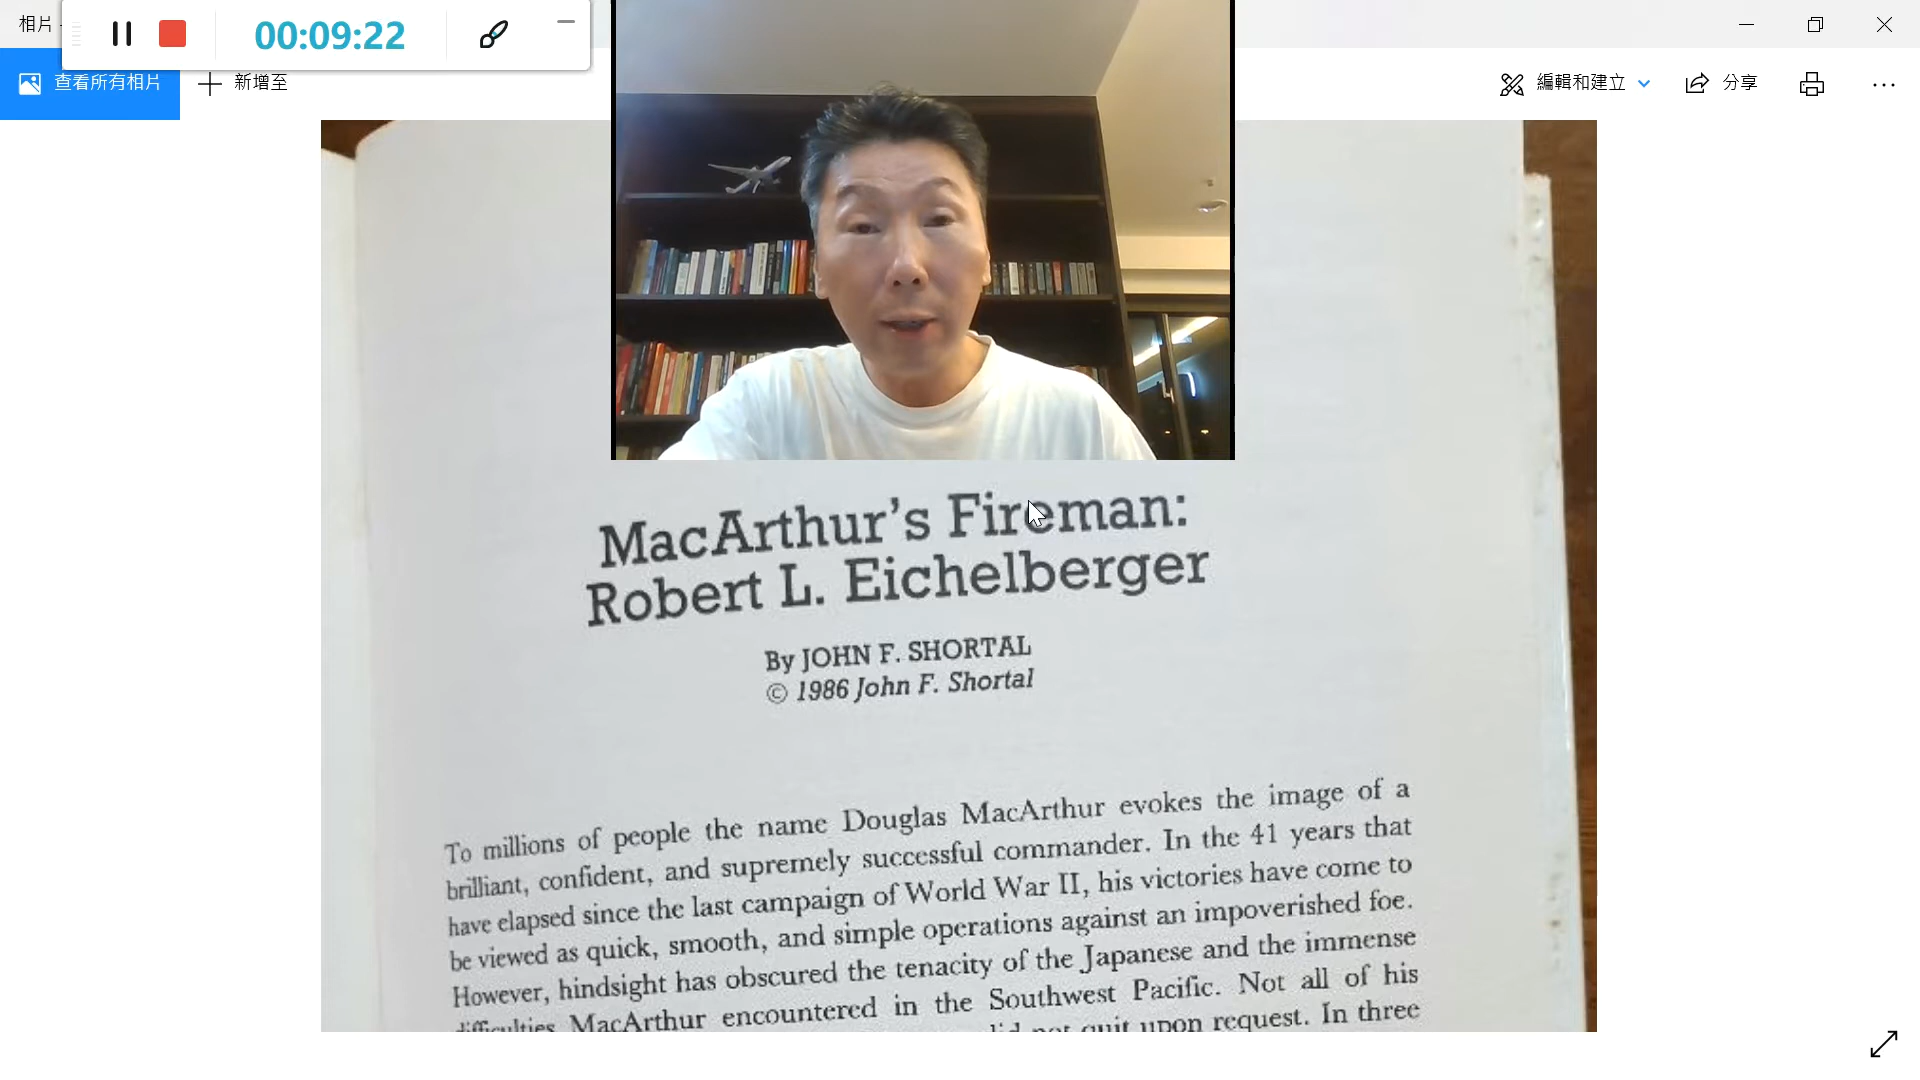 相片
00:09:22
查看所有相片
新增至
編輯和建立
分享
MacArthur's Fireman:
Robert L. Eichelberger
By JOHN F. SHORTAL
© 1986 John F. Shortal
To millions of people the name Douglas MacArthur evokes the image of a
brilliant, confident, and supremely successful commander. In the 41 years that
have elapsed since the last campaign of World War II, his victories have come to
be viewed as quick, smooth, and simple operations against an impoverished foe.
However, hindsight has obscured the tenacity of the Japanese and the immense
difficulties MacArthur encountered in the Southwest Pacific. Not all of his
did not quit upon request. In three